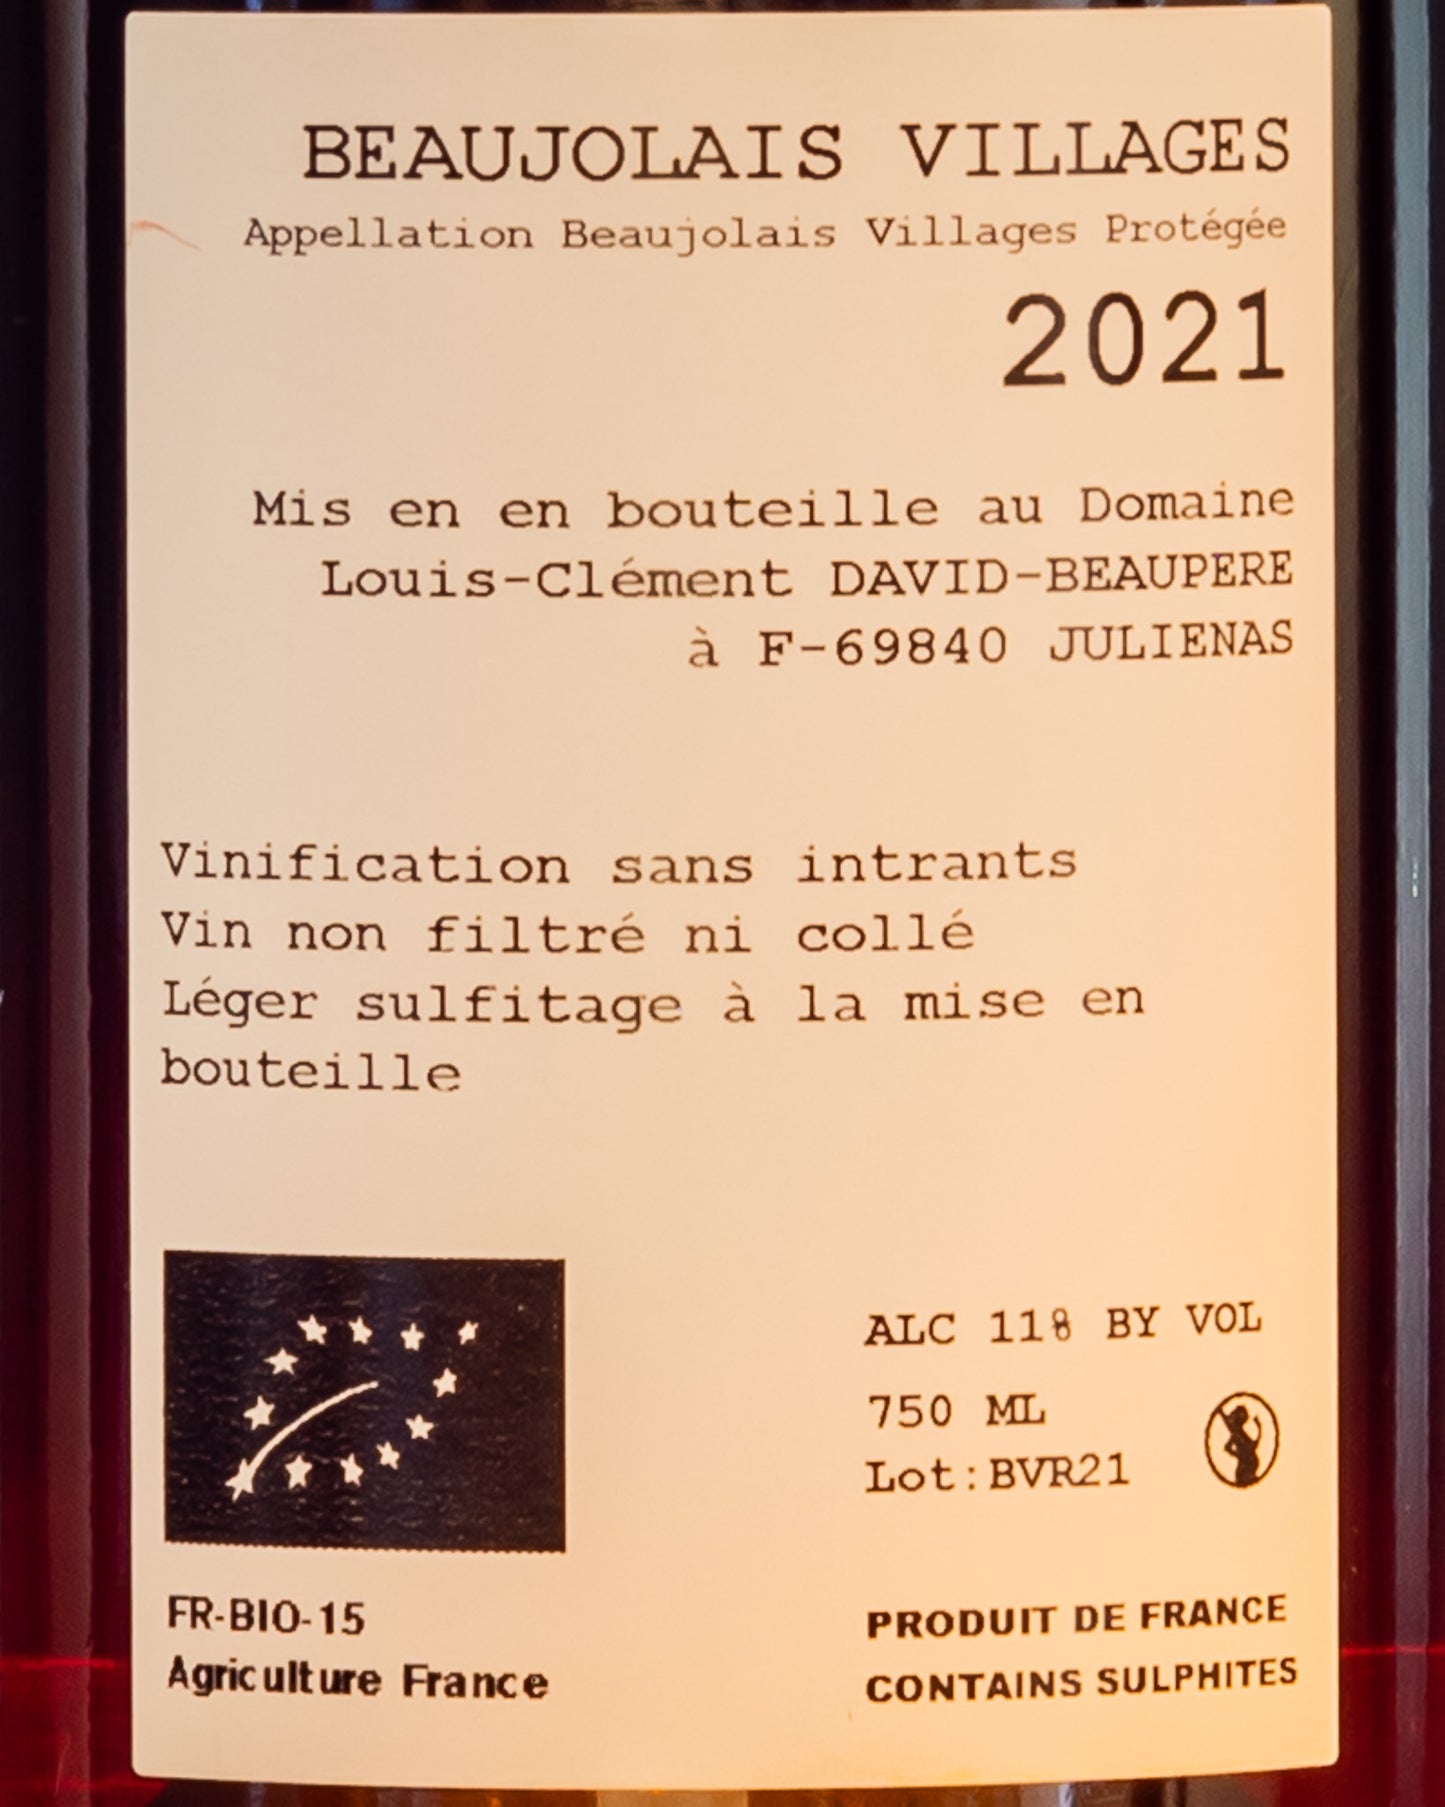 BEAUJOLAIS VILLAGES
Appellation Beaujolais Villages Protégée
2021
Mis en en bouteille au Domaine
Louis-Clément DAVID-BEAUPERE
à F-69840 JULIENAS
Vinification sans intrants
Vin non filtré ni collé
Léger sulfitage à la mise en
bouteille
ALC 11% BY VOL
750 ML
Lot:BVR21
FR-BIO-15
Agriculture France
PRODUIT DE FRANCE
CONTAINS SULPHITES